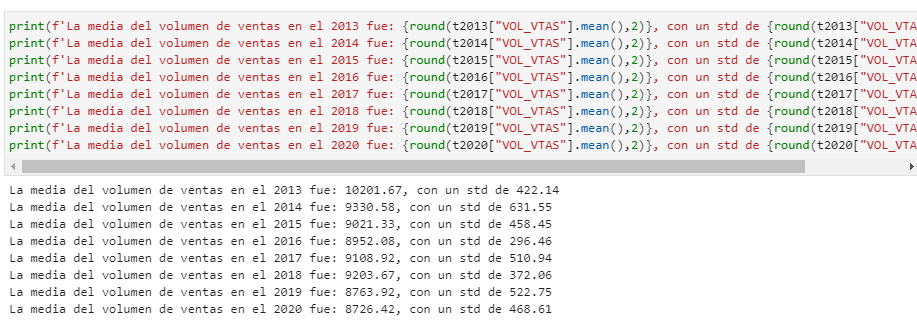 print(f'La media del volumen de ventas en el 2013 fue: {round(t2013["VOL_VTAS"].mean(),2)}, con un std de {round(t2013["VOL_VTA
print(f'La media del volumen de ventas en el 2014 fue: {round(t2014["VOL_VTAS"].mean(),2)}, con un std de {round(t2014["VOL_VTA
print(f'La media del volumen de ventas en el 2015 fue: {round(t2015["VOL_VTAS"].mean(),2)}, con un std de {round(t2015["VOL_VTA
print(f'La media del volumen de ventas en el 2016 fue: {round(t2016["VOL_VTAS"].mean(),2)}, con un std de {round(t2016["VOL_VTA
print(f'La media del volumen de ventas en el 2017 fue: {round(t2017["VOL_VTAS"].mean(),2)}, con un std de {round(t2017["VOL_VTA
print(f'La media del volumen de ventas en el 2018 fue: {round(t2018["VOL_VTAS"].mean(),2)}, con un std de {round(t2018["VOL_VTA
print(f'La media del volumen de ventas en el 2019 fue: {round(t2019["VOL_VTAS"].mean(),2)}, con un std de {round(t2019["VOL_VTA
print(f'La media del volumen de ventas en el 2020 fue: {round(t2020["VOL_VTAS"].mean(),2)}, con un std de {round(t2020["VOL_VTA
La media del volumen de ventas en el 2013 fue: 10201.67, con un std de 422.14
La media del volumen de ventas en el 2014 fue: 9330.58, con un std de 631.55
La media del volumen de ventas en el 2015 fue: 9021.33, con un std de 458.45
La media del volumen de ventas en el 2016 fue: 8952.08, con un std de 296.46
La media del volumen de ventas en el 2017 fue: 9108.92, con un std de 510.94
La media del volumen de ventas en el 2018 fue: 9203.67, con un std de 372.06
La media del volumen de ventas en el 2019 fue: 8763.92, con un std de 522.75
La media del volumen de ventas en el 2020 fue: 8726.42, con un std de 468.61